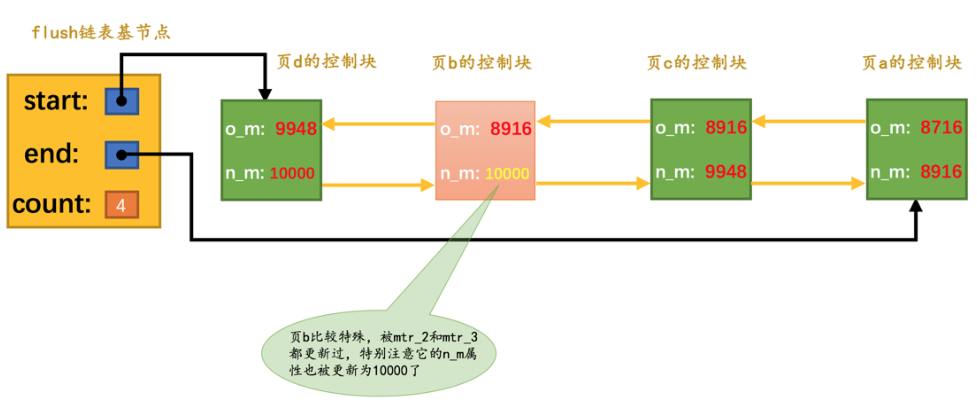 flush链表基节点
页d的控制块
页b的控制块
页c的控制块
页a的控制块
start:
end:
count: 4
o_m: 9948
n_m: 10000
o_m: 8916
n_m: 10000
o_m: 8916
n_m: 9948
o_m: 8716
n_m: 8916
页b比较特殊，被mtr_2和mtr_3
都更新过，特别注意它的n_m属
性也被更新为10000了